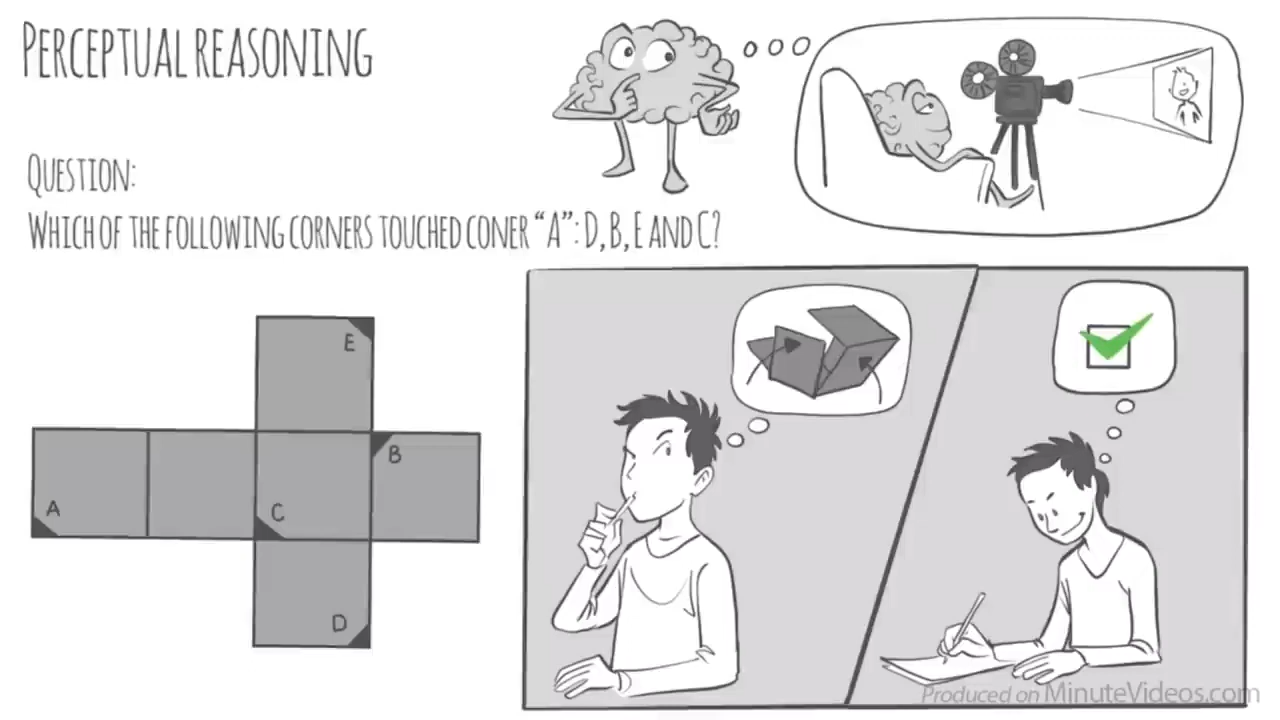 PERCEPTUAL REASONING
QUESTION:
WHICH OF THE FOLLOWING CORNERS TOUCHED CONER “A”: D, B, E AND C?
E
B
A
C
D
Produced on MinuteVideos.com